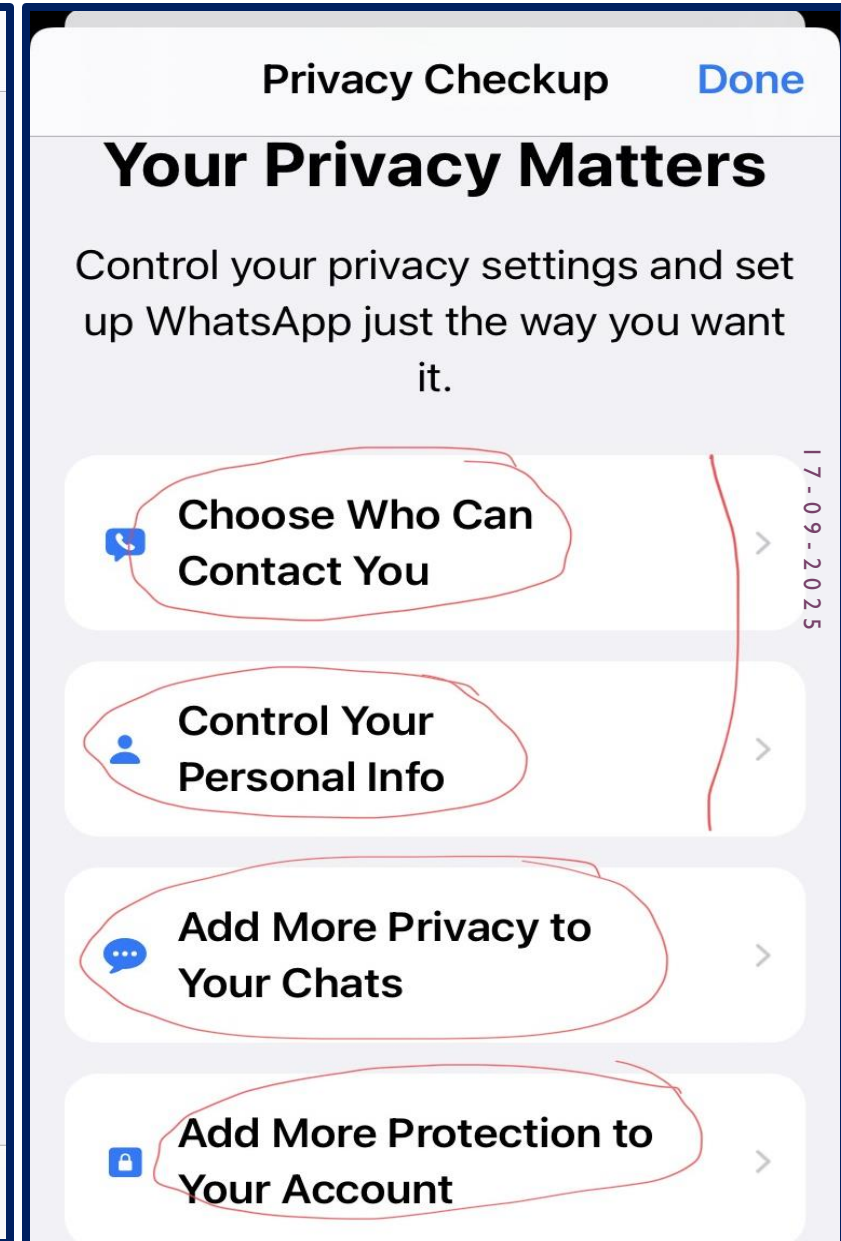 Privacy Checkup
Done
Your Privacy Matters
Control your privacy settings and set
up WhatsApp just the way you want
it.
Choose Who Can
Contact You
Control Your
Personal Info
Add More Privacy to
Your Chats
Add More Protection to
Your Account
17-09-2025